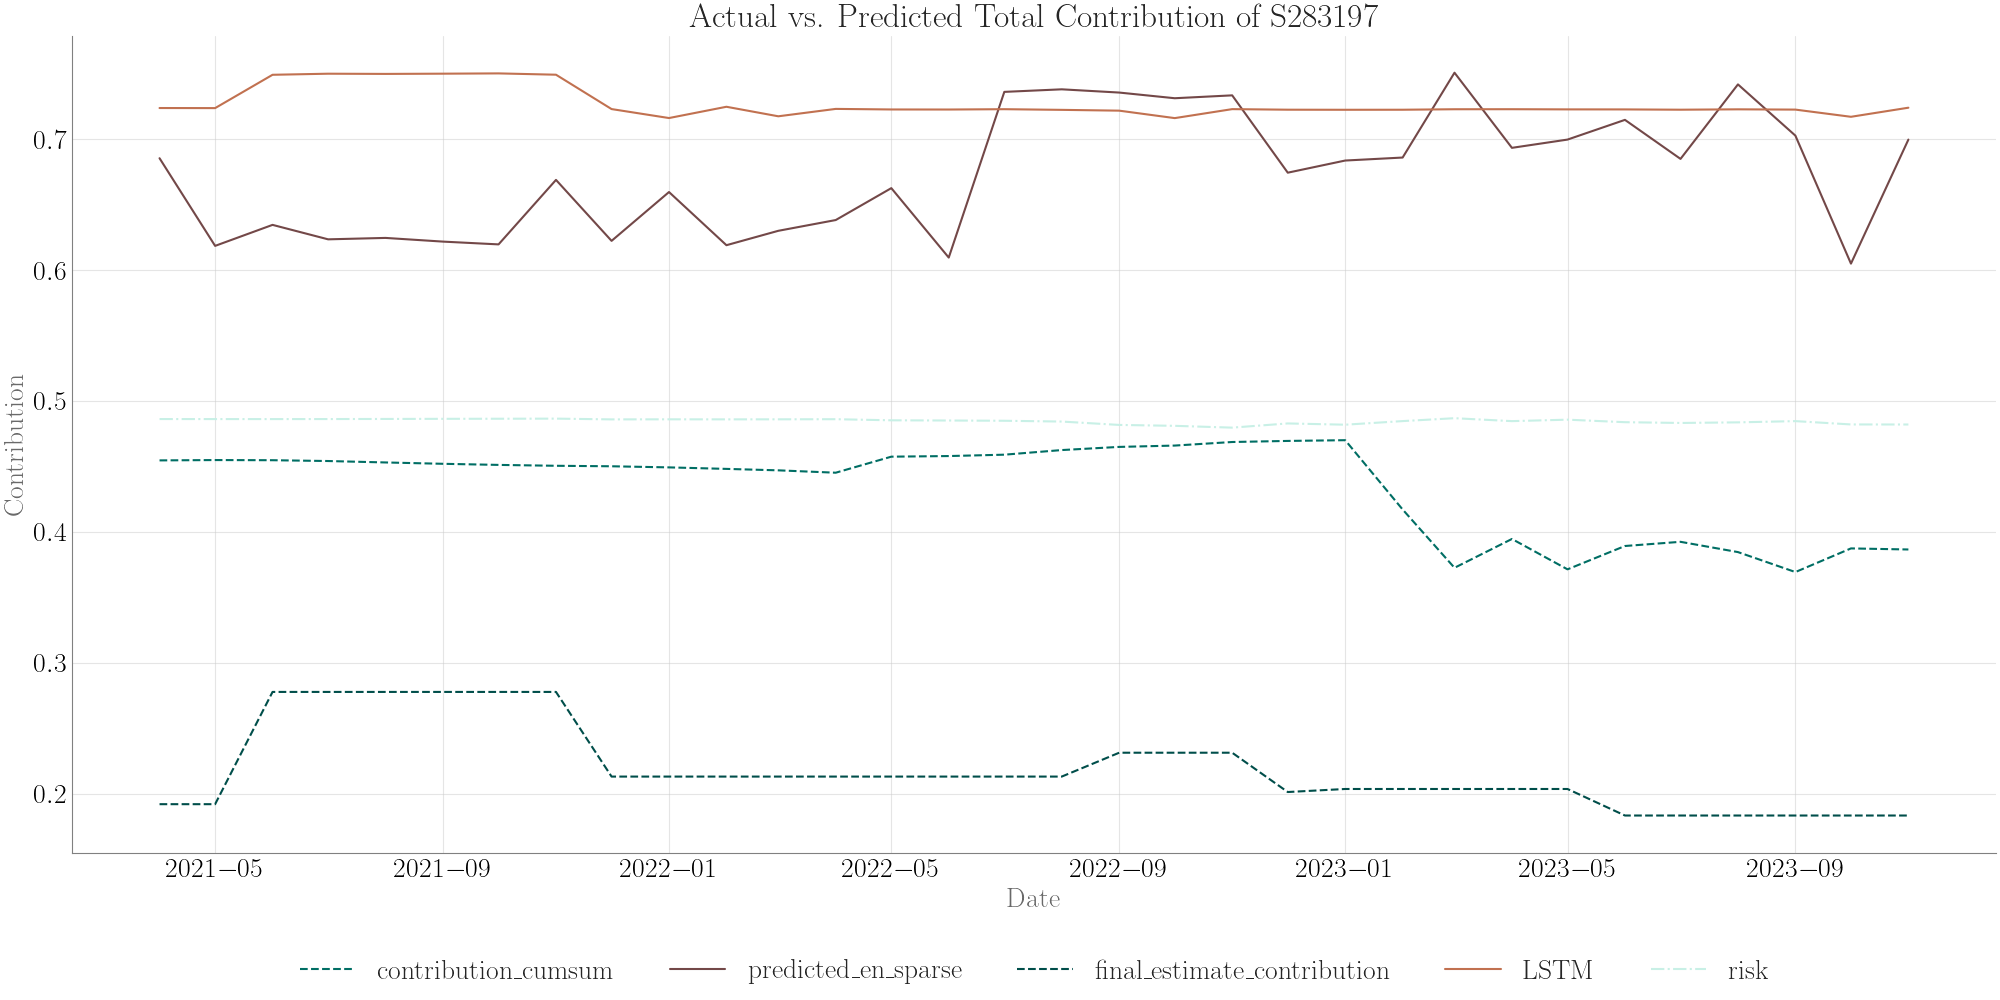 Actual vs. Predicted Total Contribution of S283197
Contribution
0.7
0.6
0.5
0.4
0.3
0.2
2021−05 2021−09 2022−01 2022−05 2022−09 2023−01 2023−05 2023−09
Date
contribution_cumsum predicted_en_sparse final_estimate_contribution LSTM risk